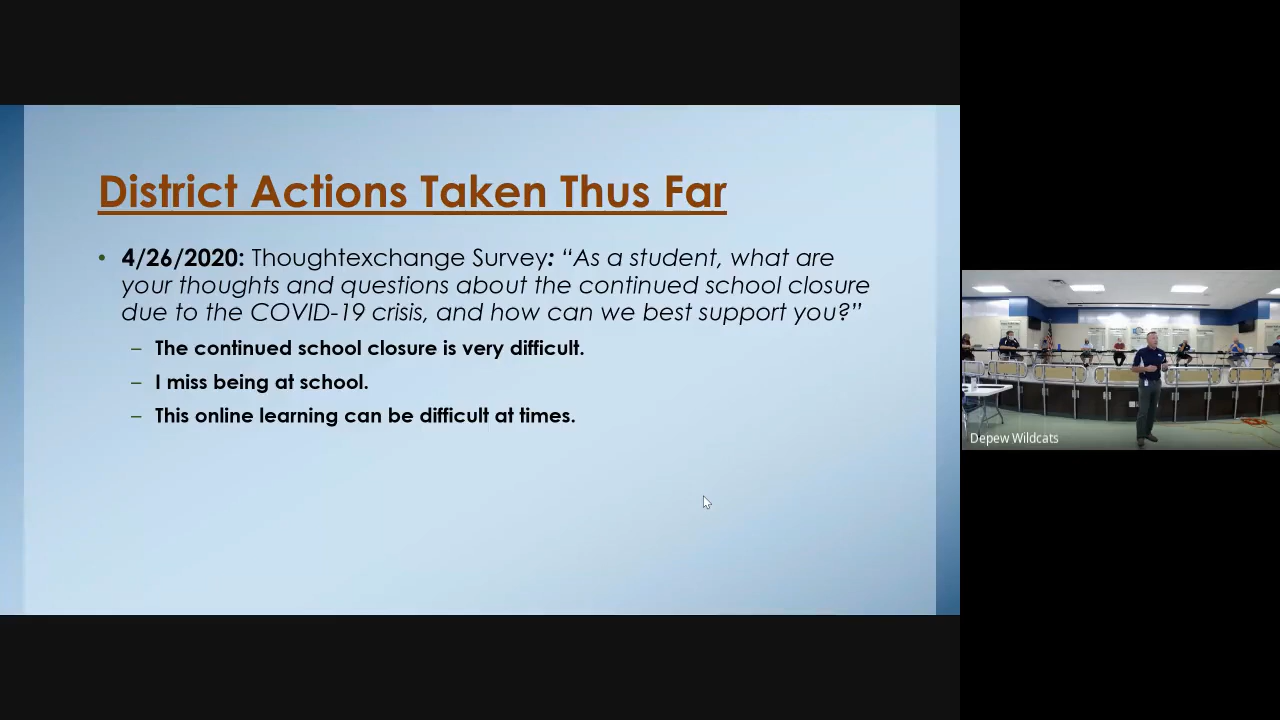 District Actions Taken Thus Far
• 4/26/2020: Thoughtexchange Survey: “As a student, what are
your thoughts and questions about the continued school closure
due to the COVID-19 crisis, and how can we best support you?”
– The continued school closure is very difficult.
– I miss being at school.
– This online learning can be difficult at times.
Depew Wildcats